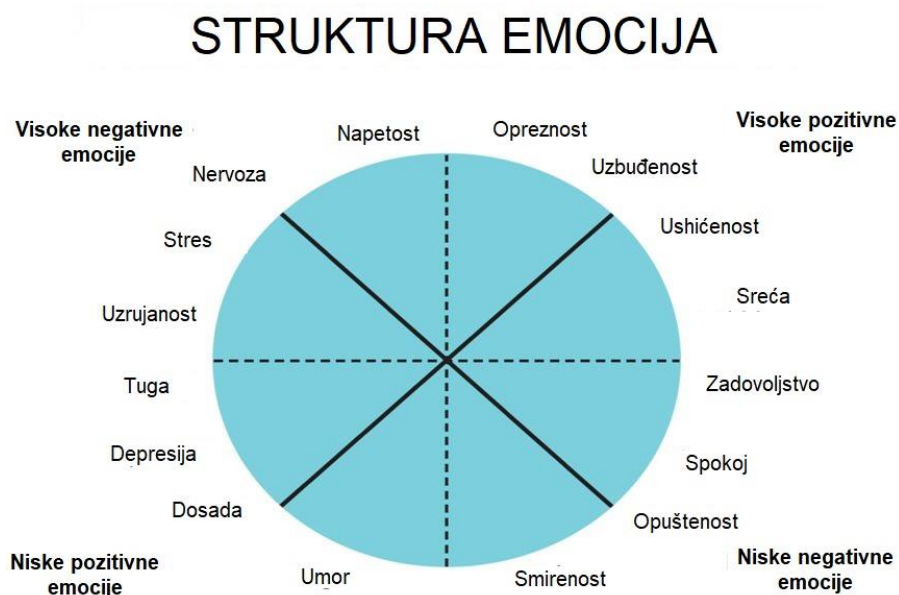 STRUKTURA EMOCIJA
Visoke negativne
emocije
Napetost
Opreznost
Visoke pozitivne
emocije
Nervoza
Uzbuđenost
Stres
Ushićenost
Uzrujanost
Sreća
Tuga
Zadovoljstvo
Depresija
Spokoj
Dosada
Opuštenost
Niske pozitivne
emocije
Umor
Smirenost
Niske negativne
emocije